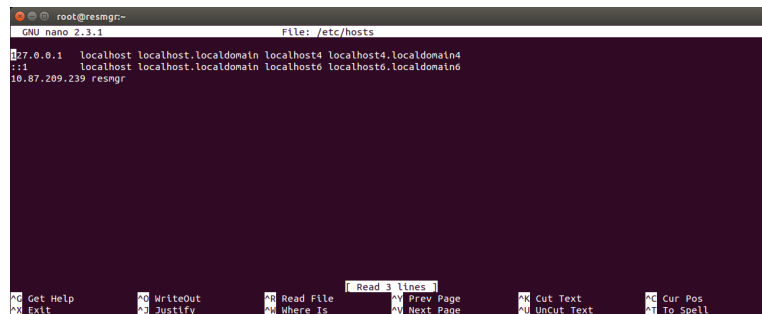 root@resmgr:~
GNU nano 2.3.1 File: /etc/hosts
127.0.0.1 localhost localhost.localdomain localhost4 localhost4.localdomain4
::1 localhost localhost.localdomain localhost6 localhost6.localdomain6
10.87.209.239 resmgr
[ Read 3 lines ]
^G Get Help ^O WriteOut ^R Read File ^Y Prev Page ^K Cut Text ^C Cur Pos
^X Exit ^J Justify ^W Where Is ^V Next Page ^U UnCut Text ^T To Spell